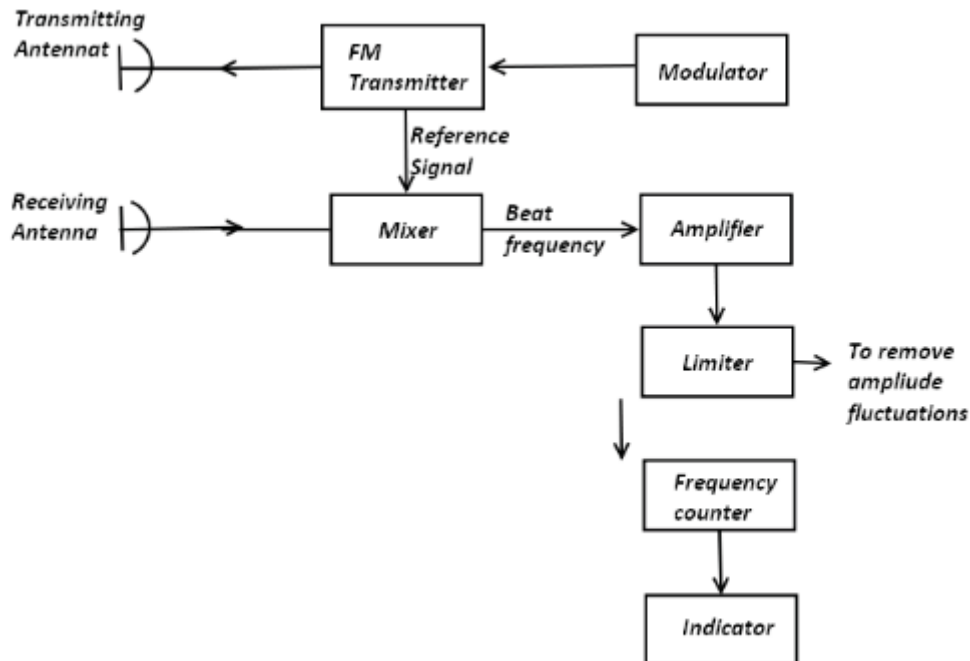 Transmitting
Antennat
FM
Transmitter
Modulator
Reference
Signal
Receiving
Antenna
Mixer
Beat
frequency
Amplifier
Limiter
To remove
ampliude
fluctuations
Frequency
counter
Indicator